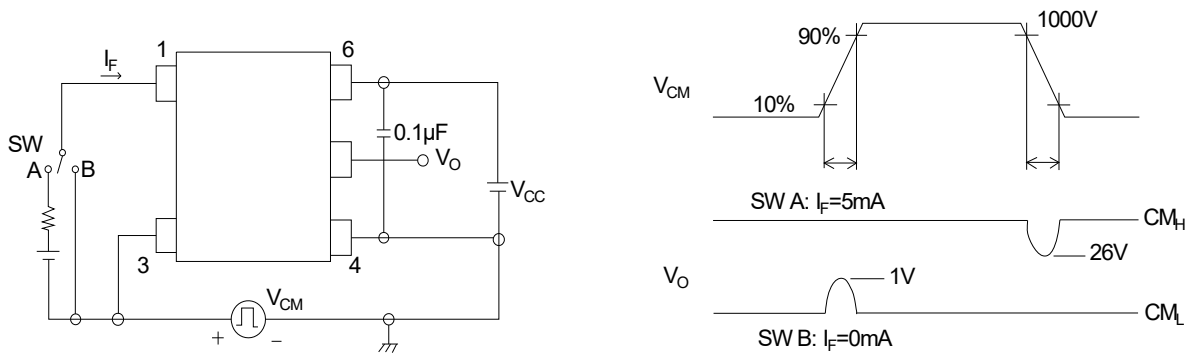 1
6
I_F
SW
A
B
0.1µF
V_O
V_CC
3
4
V_CM
+
-
1000V
90%
V_CM
10%
SW A: I_F=5mA
CM_H
26V
V_O
1V
CM_L
SW B: I_F=0mA